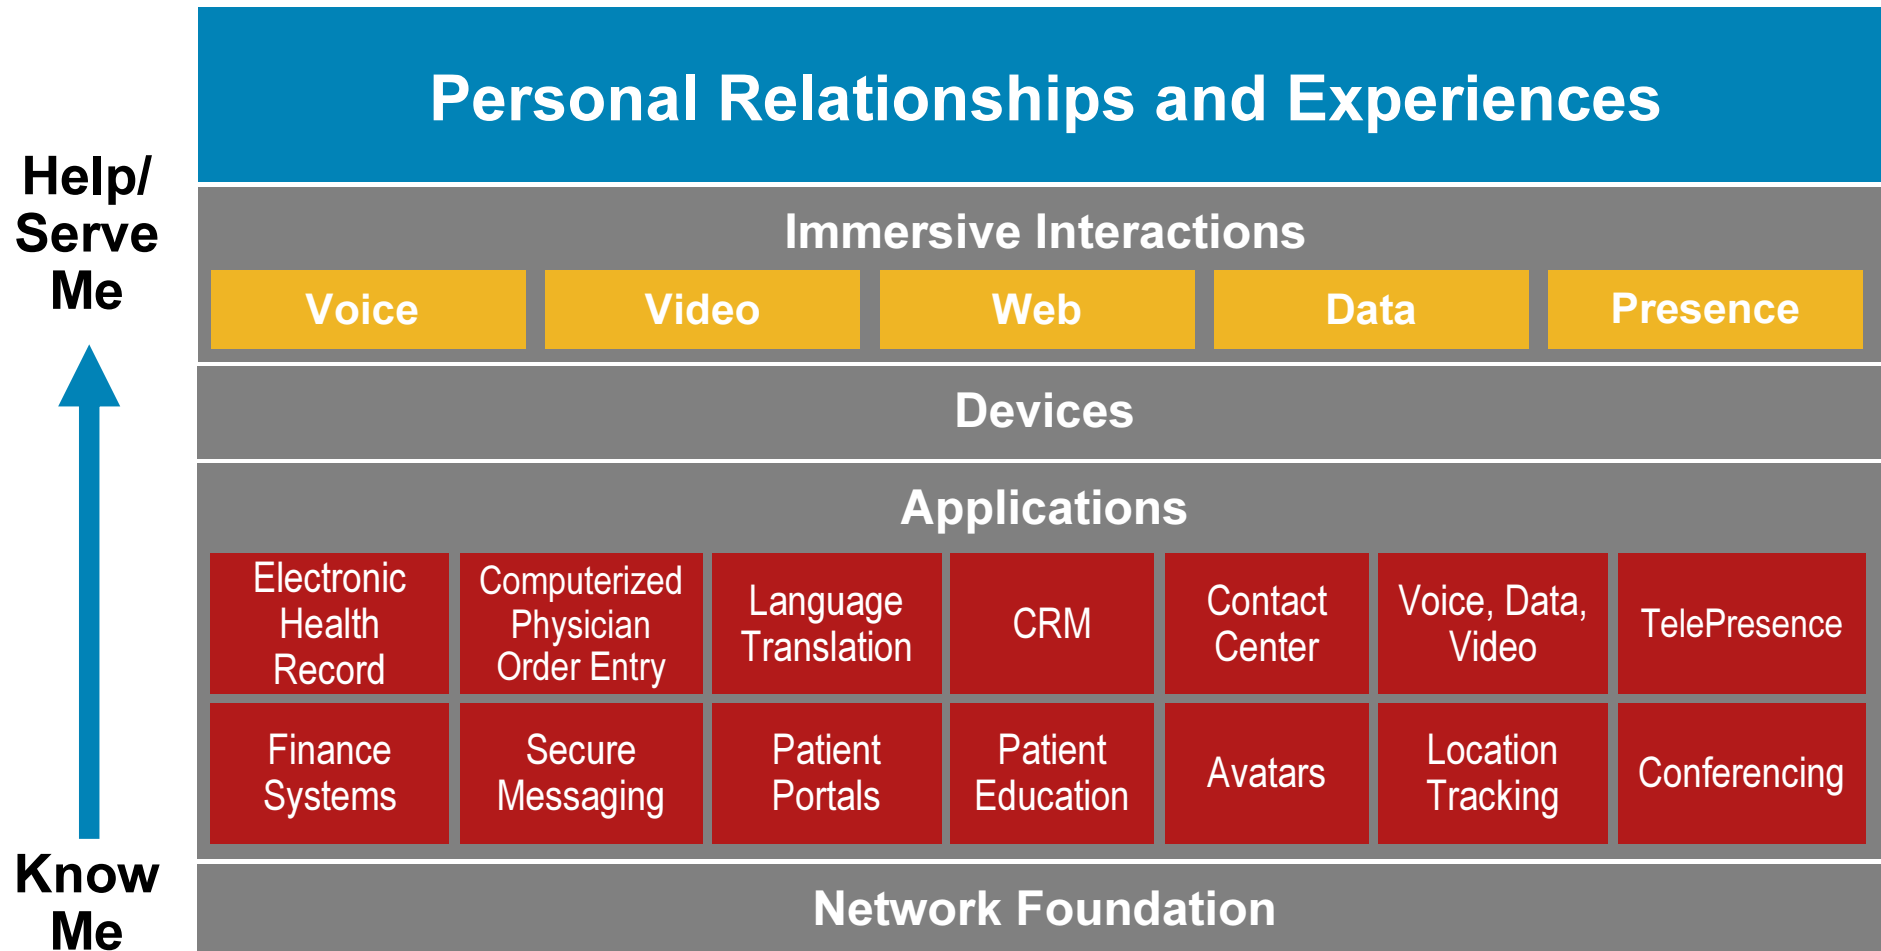 Personal Relationships and Experiences
Help/
Serve
Me
Immersive Interactions
Voice
Video
Web
Data
Presence
Devices
Applications
Electronic
Health
Record
Computerized
Physician
Order Entry
Language
Translation
CRM
Contact
Center
Voice, Data,
Video
TelePresence
Finance
Systems
Secure
Messaging
Patient
Portals
Patient
Education
Avatars
Location
Tracking
Conferencing
Know
Me
Network Foundation